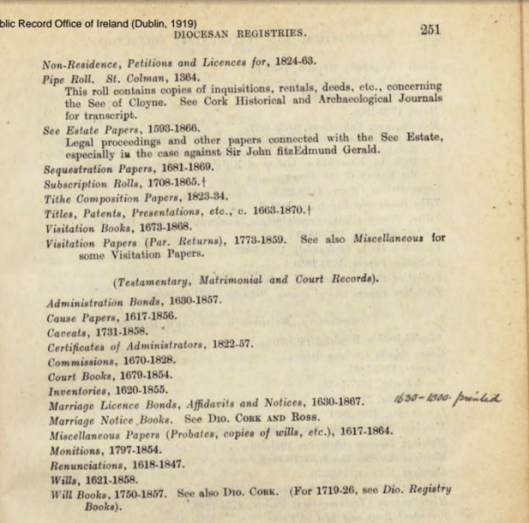 blic Record Office of Ireland (Dublin, 1919)
DIOCESAN REGISTRIES. 251
Non-Residence, Petitions and Licences for, 1824-63.
Pipe Roll. St. Colman, 1364.
This roll contains copies of inquisitions, rentals, deeds, etc., concerning
the See of Cloyne. See Cork Historical and Archaeological Journals
for transcript.
See Estate Papers, 1593-1866.
Legal proceedings and other papers connected with the See Estate,
especially in the case against Sir John fitzEdmund Gerald.
Sequestration Papers, 1681-1869.
Subscription Rolls, 1708-1865.†
Tithe Composition Papers, 1823-34.
Titles, Patents, Presentations, etc., c. 1663-1870.†
Visitation Books, 1673-1868.
Visitation Papers (Par. Returns), 1773-1859. See also Miscellaneous for
some Visitation Papers.
(Testamentary, Matrimonial and Court Records).
Administration Bonds, 1630-1857.
Cause Papers, 1617-1856.
Caveats, 1731-1858.
Certificates of Administrators, 1822-57.
Commissions, 1670-1828.
Court Books, 1679-1854.
Inventories, 1620-1855.
Marriage Licence Bonds, Affidavits and Notices, 1630-1867. 1630-1800 printed
Marriage Notice Books. See DIO. CORK AND ROSS.
Miscellaneous Papers (Probates, copies of wills, etc.), 1617-1864.
Monitions, 1797-1854.
Renunciations, 1618-1847.
Wills, 1621-1858.
Will Books, 1750-1857. See also DIO. CORK. (For 1719-26, see Dio. Registry
Books).